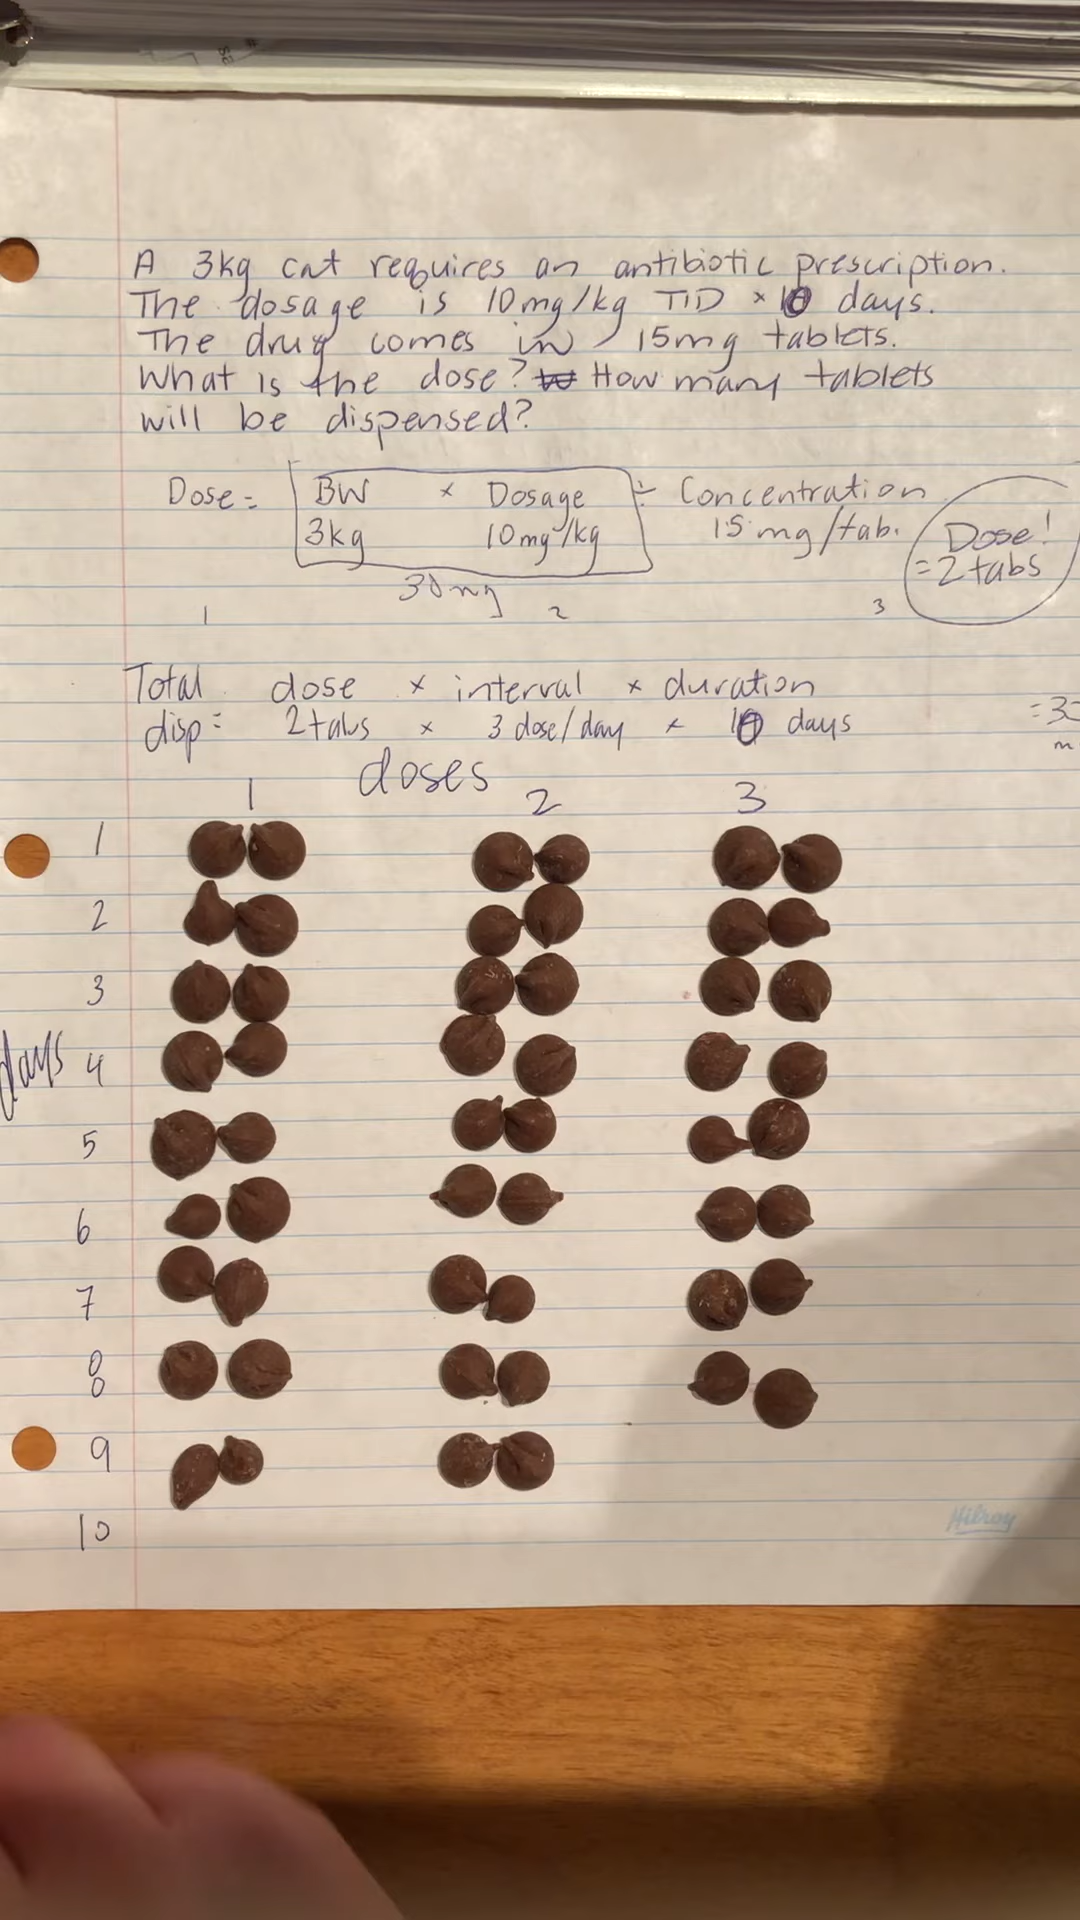 A 3kg cat requires an antibiotic prescription.
The dosage is 10mg/kg TID × 10 days.
The drug comes in 15mg tablets.
What is the dose? How many tablets
will be dispensed?
Dose = BW × Dosage ÷ Concentration
3kg 10mg/kg 15mg/tab.
Dose!
= 2 tabs
30mg
1 2 3
Total dose × interval × duration
disp = 2 tabs × 3 dose/day × 10 days
doses
1 2 3
1
2
3
days 4
5
6
7
8
9
10
Hilroy